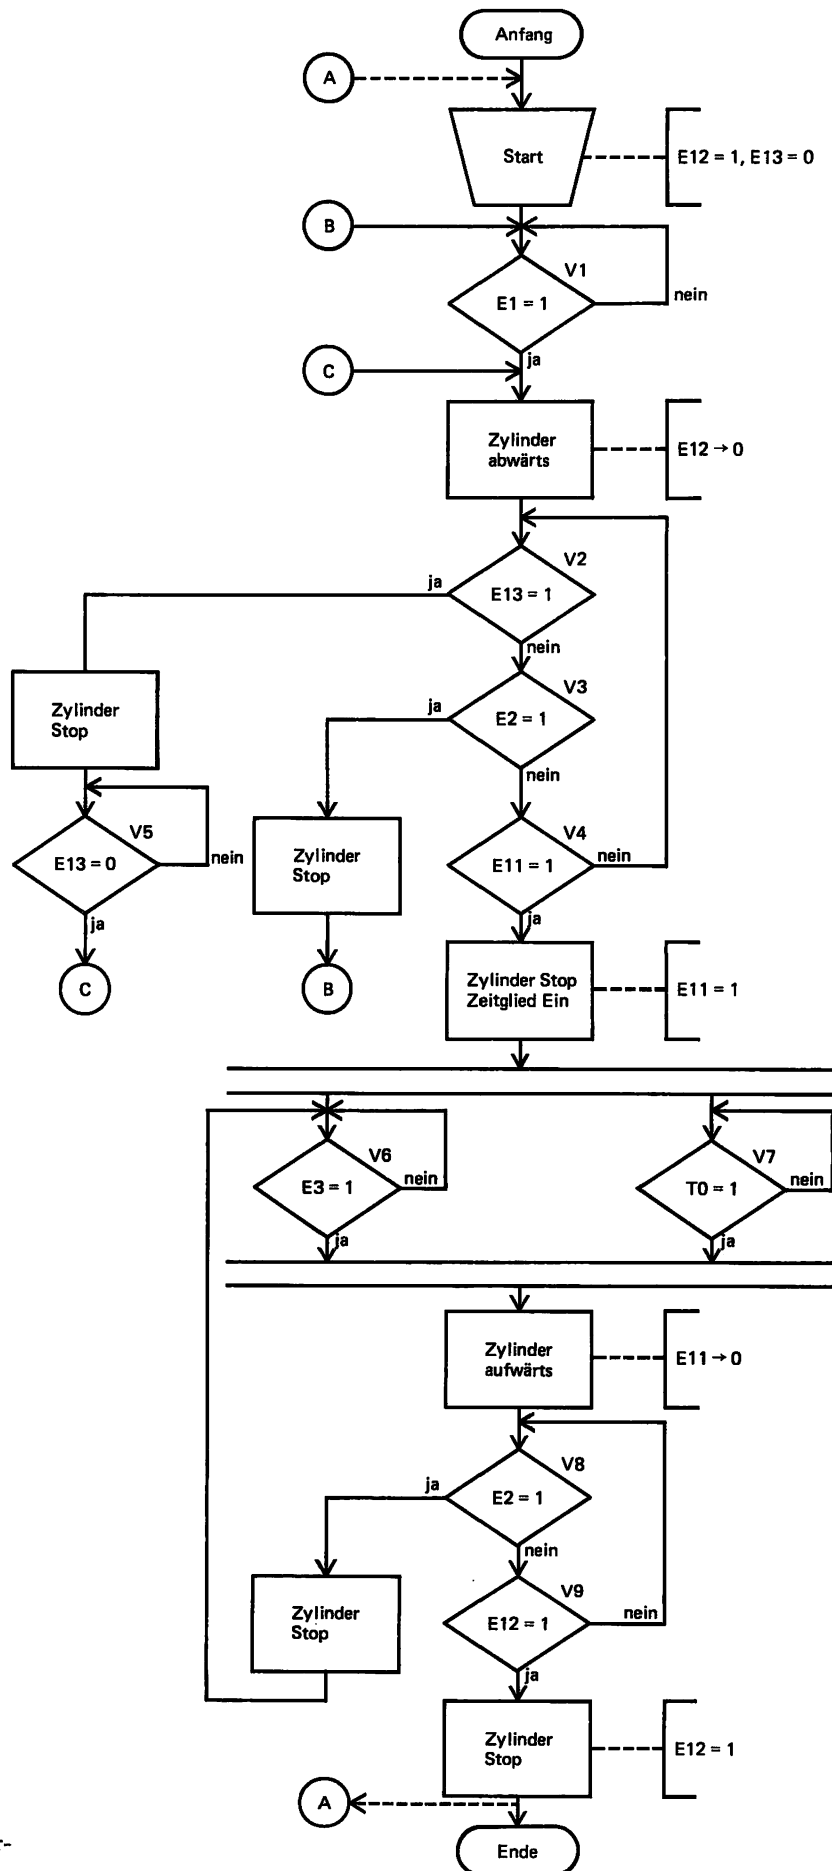 Anfang
A
Start
E12 = 1, E13 = 0
B
V1
E1 = 1
nein
ja
C
Zylinder
abwärts
E12 → 0
V2
ja
E13 = 1
nein
V3
ja
E2 = 1
nein
Zylinder
Stop
V5
E13 = 0
nein
ja
C
Zylinder
Stop
B
V4
E11 = 1
nein
ja
Zylinder Stop
Zeitglied Ein
E11 = 1
V6
E3 = 1
nein
ja
V7
T0 = 1
nein
ja
Zylinder
aufwärts
E11 → 0
V8
ja
E2 = 1
nein
V9
E12 = 1
nein
ja
Zylinder
Stop
Zylinder
Stop
E12 = 1
A
Ende